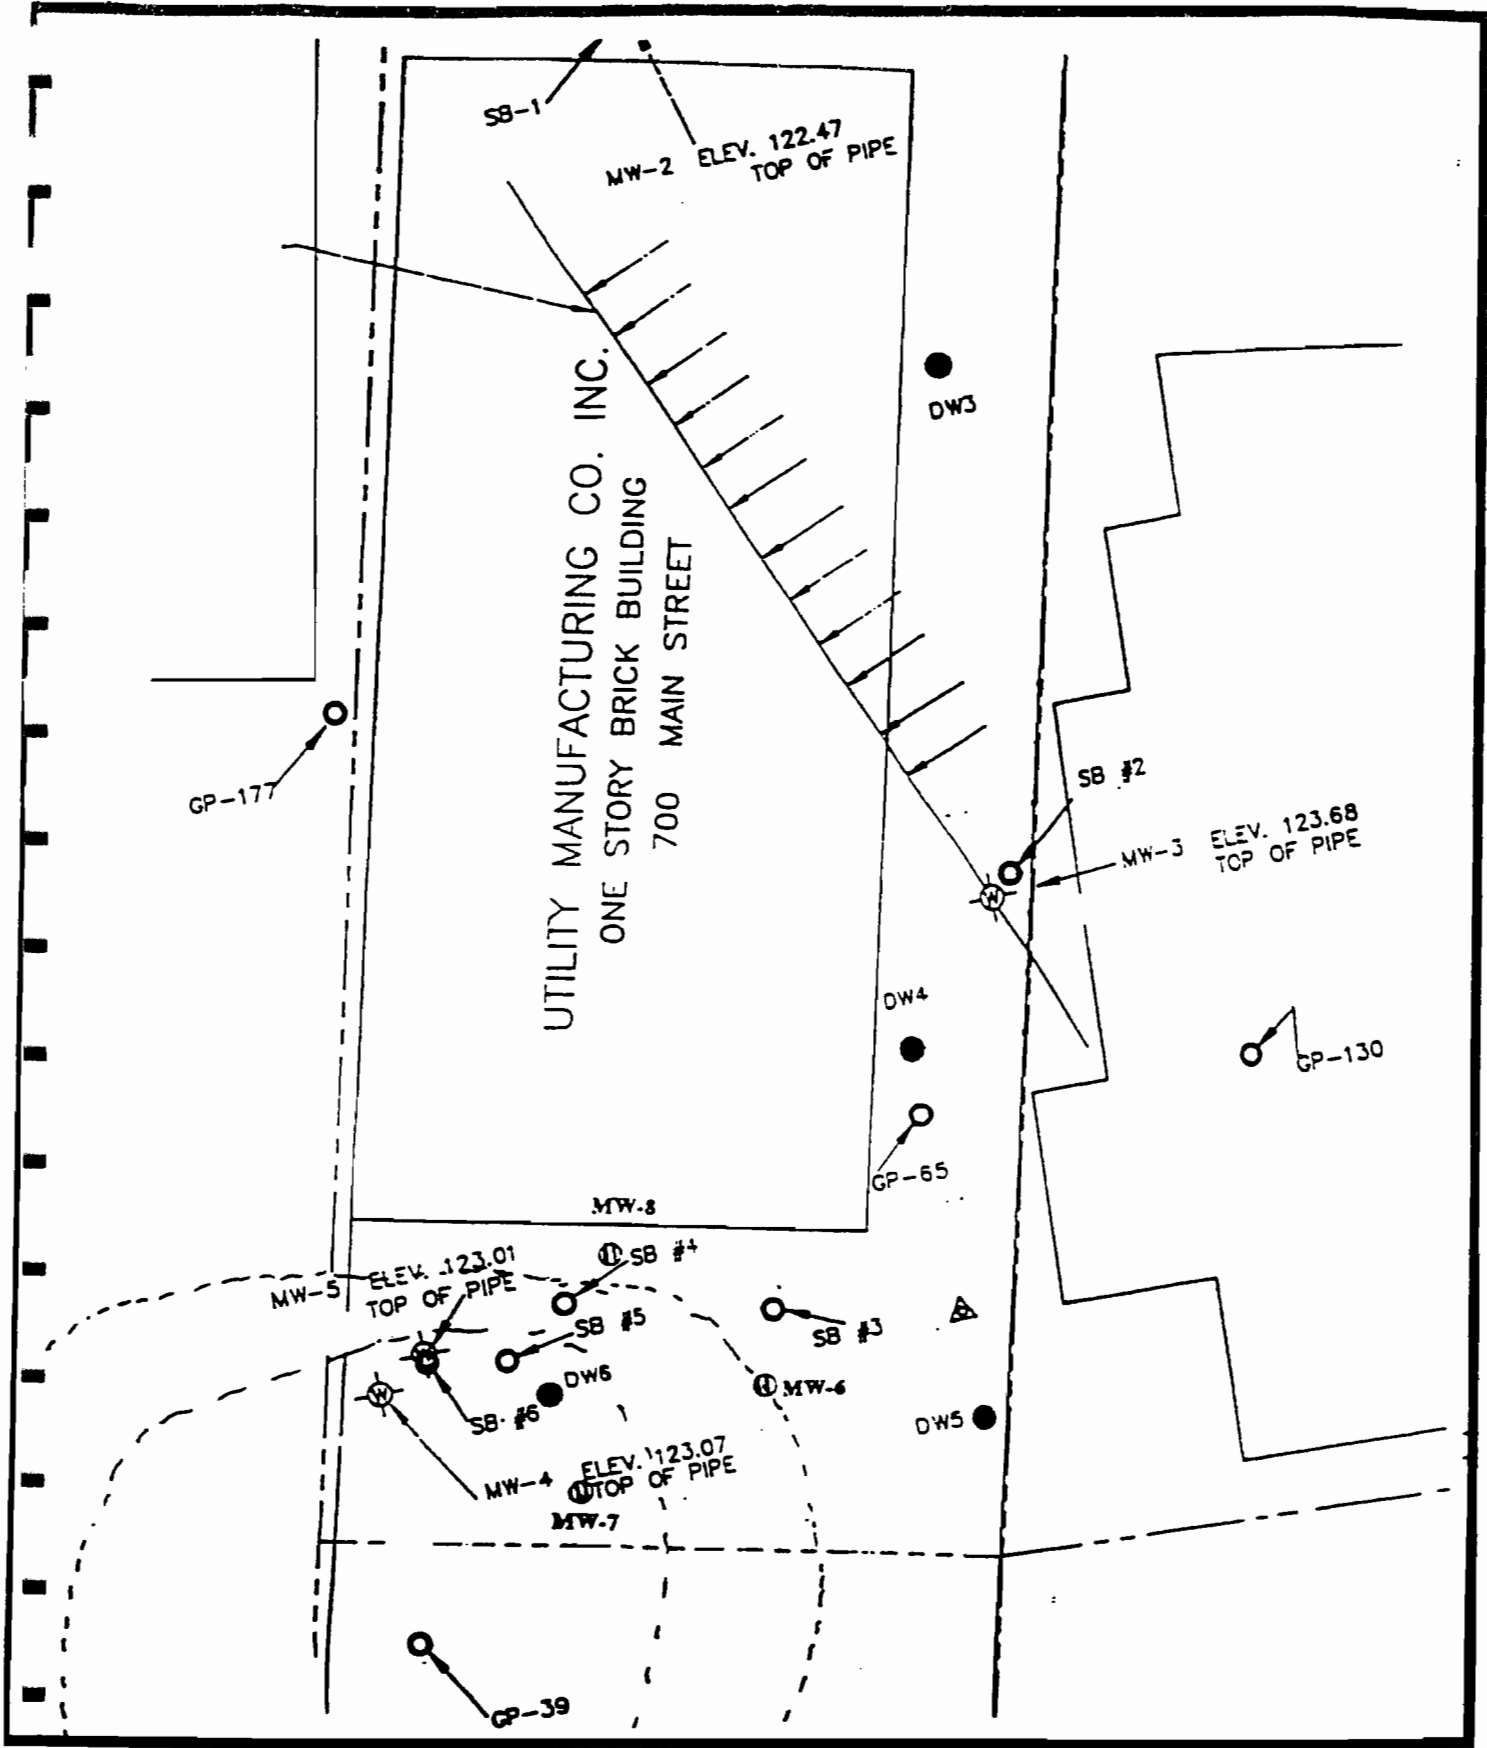 SB-1
MW-2 ELEV. 122.47
TOP OF PIPE
UTILITY MANUFACTURING CO. INC.
ONE STORY BRICK BUILDING
700 MAIN STREET
DW3
GP-177
SB #2
MW-3 ELEV. 123.68
TOP OF PIPE
W
DW4
GP-130
GP-65
MW-8
SB #4
MW-5 ELEV. 123.01
TOP OF PIPE
SB #5
SB #3
DW6
MW-6
W
W
SB #6
DW5
MW-4 ELEV. 123.07
TOP OF PIPE
MW-7
GP-39